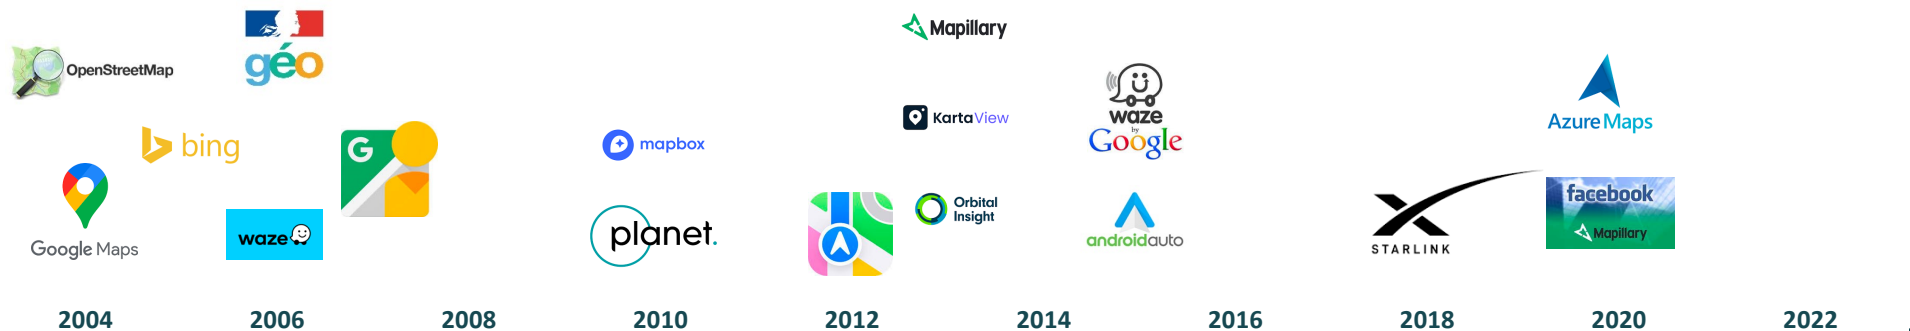 OpenStreetMap
géo
bing
Google Maps
waze
G
mapbox
planet.
Mapillary
KartaView
Orbital
Insight
waze
by
Google
androidauto
STARLINK
Azure Maps
facebook
Mapillary
2004 2006 2008 2010 2012 2014 2016 2018 2020 2022